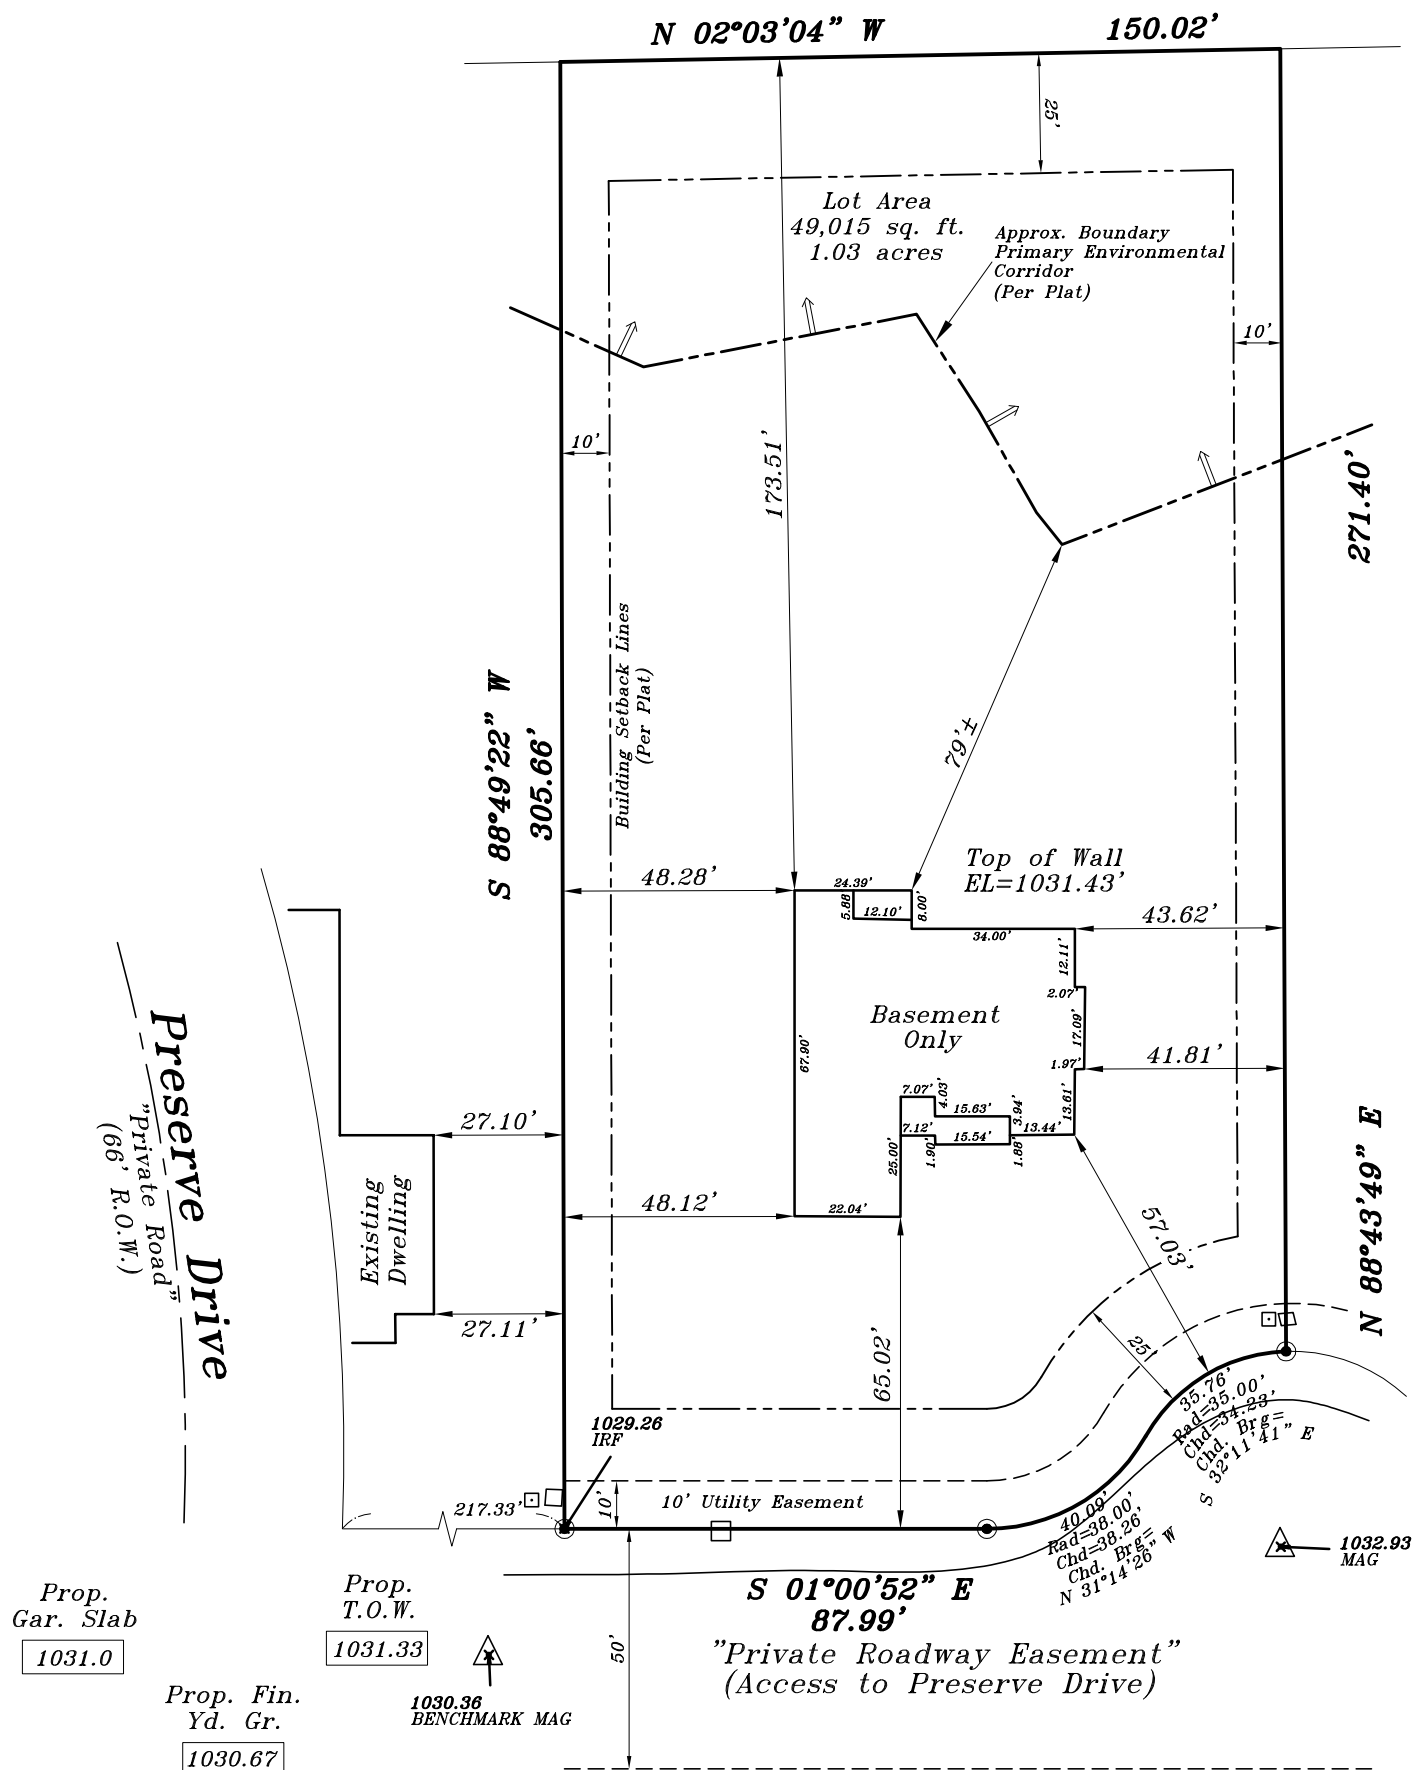 N 02°03'04" W
150.02'
25'
Lot Area
49,015 sq. ft.
1.03 acres
Approx. Boundary
Primary Environmental
Corridor
(Per Plat)
10'
10'
173.51'
271.40'
Building Setback Lines
(Per Plat)
S 88°49'22" W
305.66'
79'±
Top of Wall
EL=1031.43'
48.28'
24.39'
5.88'
12.10'
8.00'
34.00'
43.62'
12.11'
2.07'
Basement
Only
17.09'
67.90'
1.97'
41.81'
13.61'
7.07'
4.03'
15.63'
3.94'
7.12'
15.54'
13.44'
1.90'
1.88'
25.00'
22.04'
48.12'
27.10'
27.11'
Existing
Dwelling
Preserve Drive
"Private Road"
(66' R.O.W.)
N 88°43'49" E
57.03'
25'
65.02'
35.76'
Rad=35.00'
Chd=34.23'
Chd. Brg=
S 32°11'41" E
1029.26
IRF
217.33'
10'
10' Utility Easement
40.09'
Rad=38.00'
Chd=38.26'
Chd. Brg=
N 31°14'26" W
1032.93
MAG
S 01°00'52" E
87.99'
"Private Roadway Easement"
(Access to Preserve Drive)
50'
Prop.
Gar. Slab
1031.0
Prop.
T.O.W.
1031.33
Prop. Fin.
Yd. Gr.
1030.67
1030.36
BENCHMARK MAG